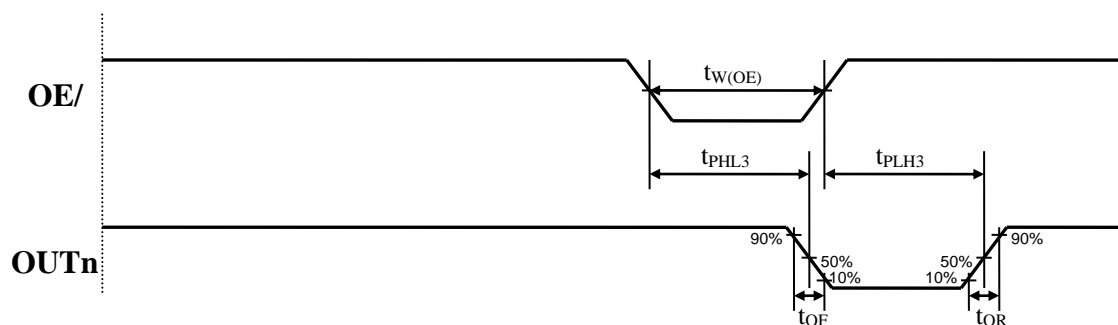 OE/
tW(OE)
tPHL3
tPLH3
OUTn
90%
50%
10%
50%
10%
90%
tOF
tOR